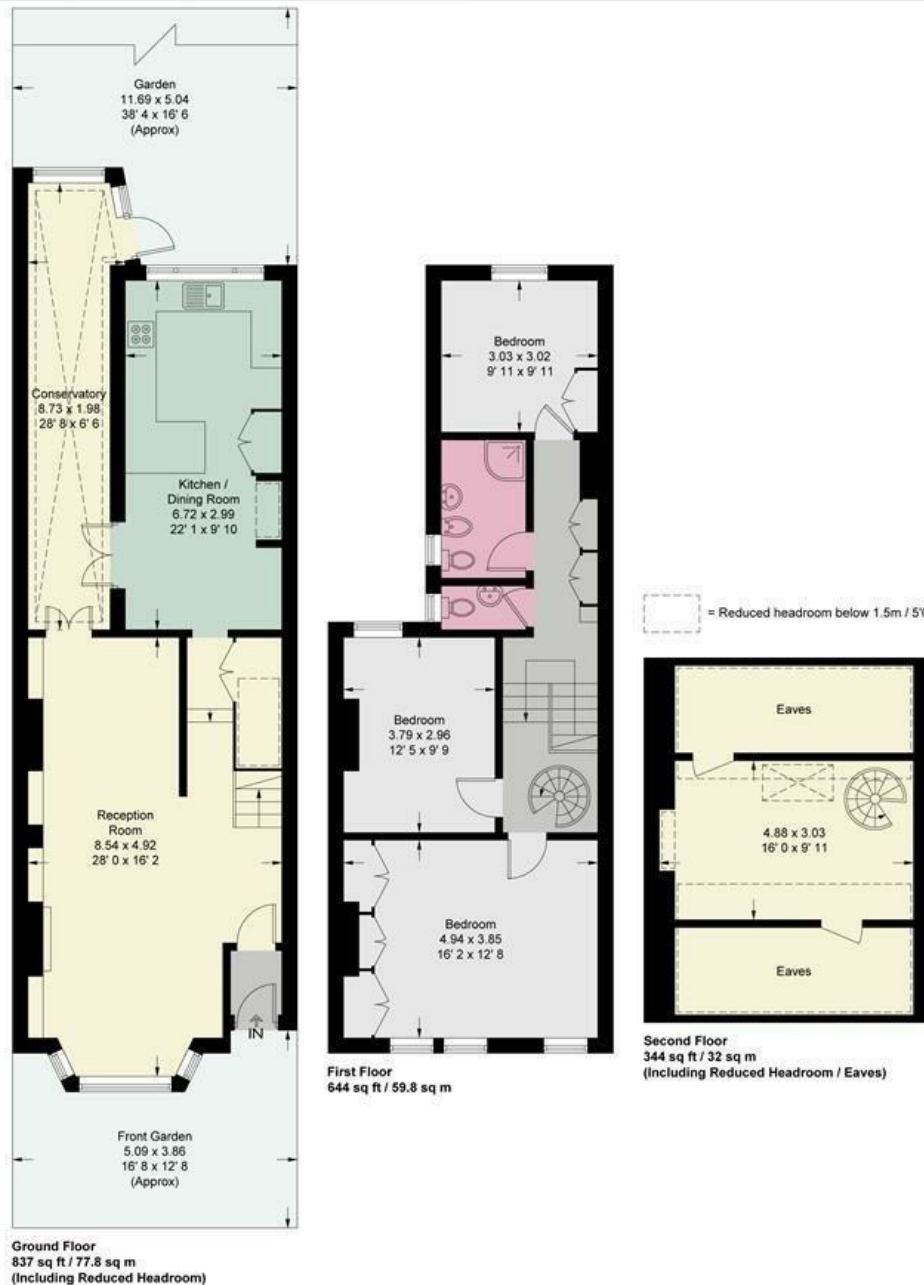 Garden
11.69 x 5.04
38' 4 x 16' 6
(Approx)
Conservatory
8.73 x 1.98
28' 8 x 6' 6
Kitchen /
Dining Room
6.72 x 2.99
22' 1 x 9' 10
Reception
Room
8.54 x 4.92
28' 0 x 16' 2
IN
Front Garden
5.09 x 3.86
16' 8 x 12' 8
(Approx)
Ground Floor
837 sq ft / 77.8 sq m
(Including Reduced Headroom)
Bedroom
3.03 x 3.02
9' 11 x 9' 11
Bedroom
3.79 x 2.96
12' 5 x 9' 9
Bedroom
4.94 x 3.85
16' 2 x 12' 8
First Floor
644 sq ft / 59.8 sq m
= Reduced headroom below 1.5m / 5'0
Eaves
4.88 x 3.03
16' 0 x 9' 11
Eaves
Second Floor
344 sq ft / 32 sq m
(Including Reduced Headroom / Eaves)